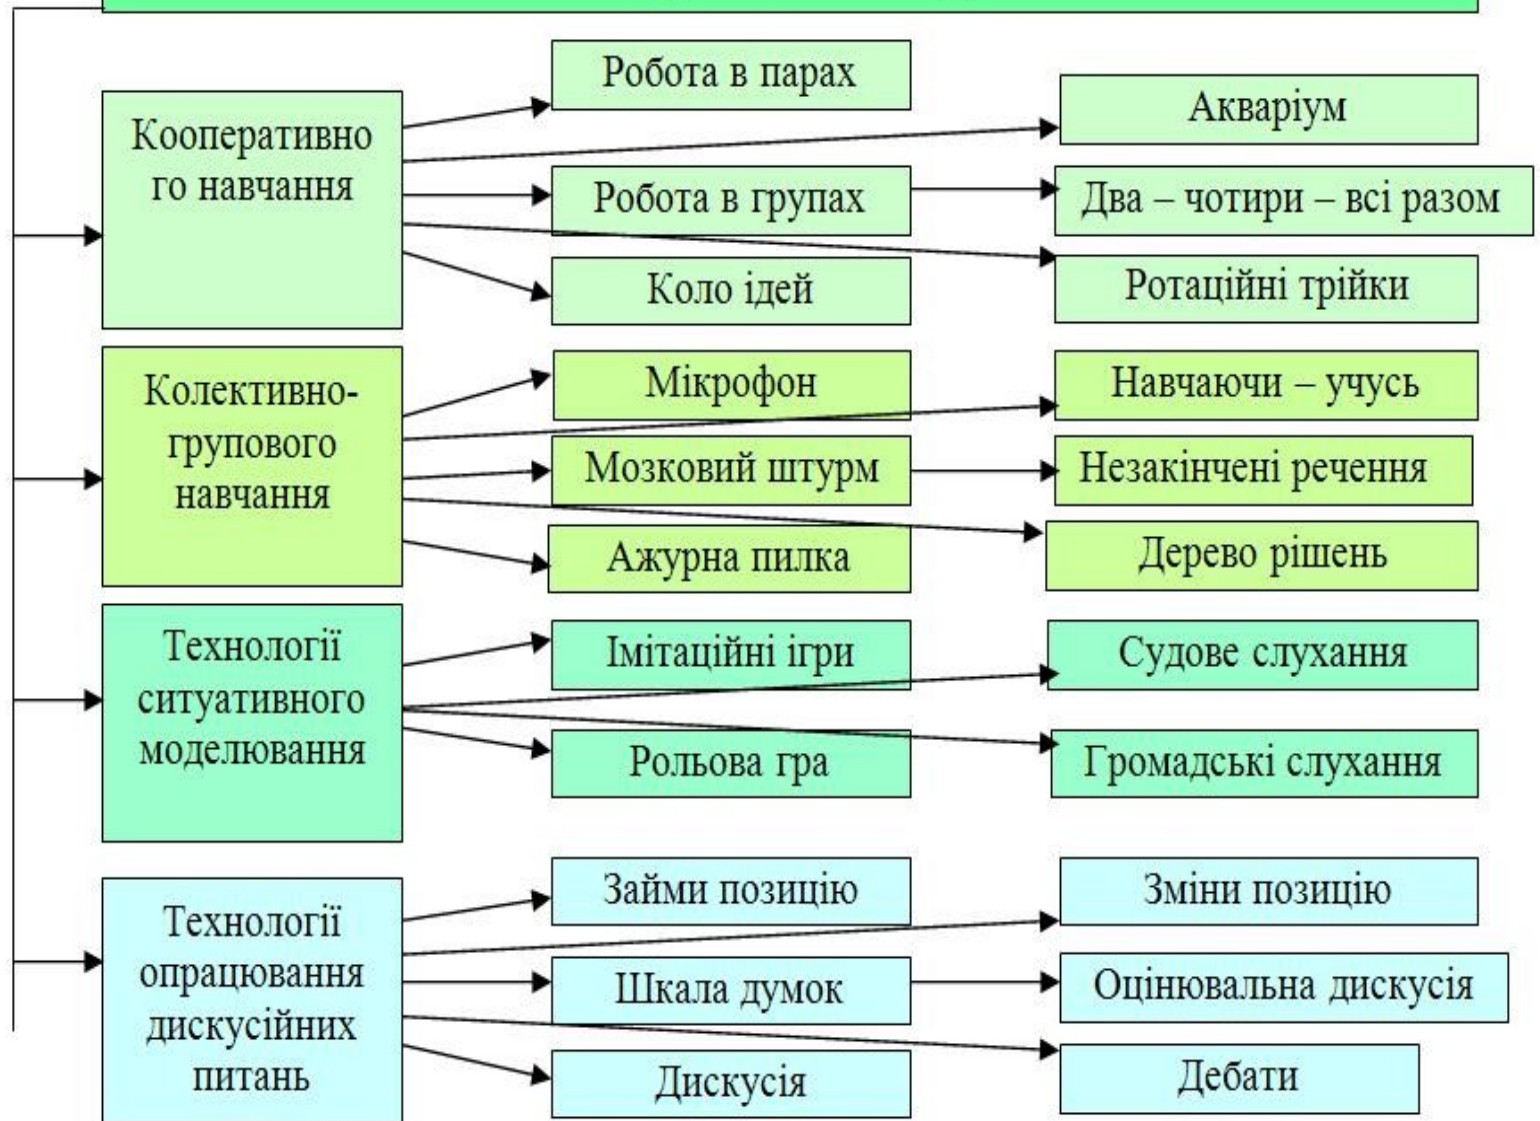 Кооперативно
го навчання
Робота в парах
Акваріум
Робота в групах
Два – чотири – всі разом
Коло ідей
Ротаційні трійки
Колективно-
групового
навчання
Мікрофон
Навчаючи – учусь
Мозковий штурм
Незакінчені речення
Ажурна пилка
Дерево рішень
Технології
ситуативного
моделювання
Імітаційні ігри
Судове слухання
Рольова гра
Громадські слухання
Технології
опрацювання
дискусійних
питань
Займи позицію
Зміни позицію
Шкала думок
Оцінювальна дискусія
Дискусія
Дебати